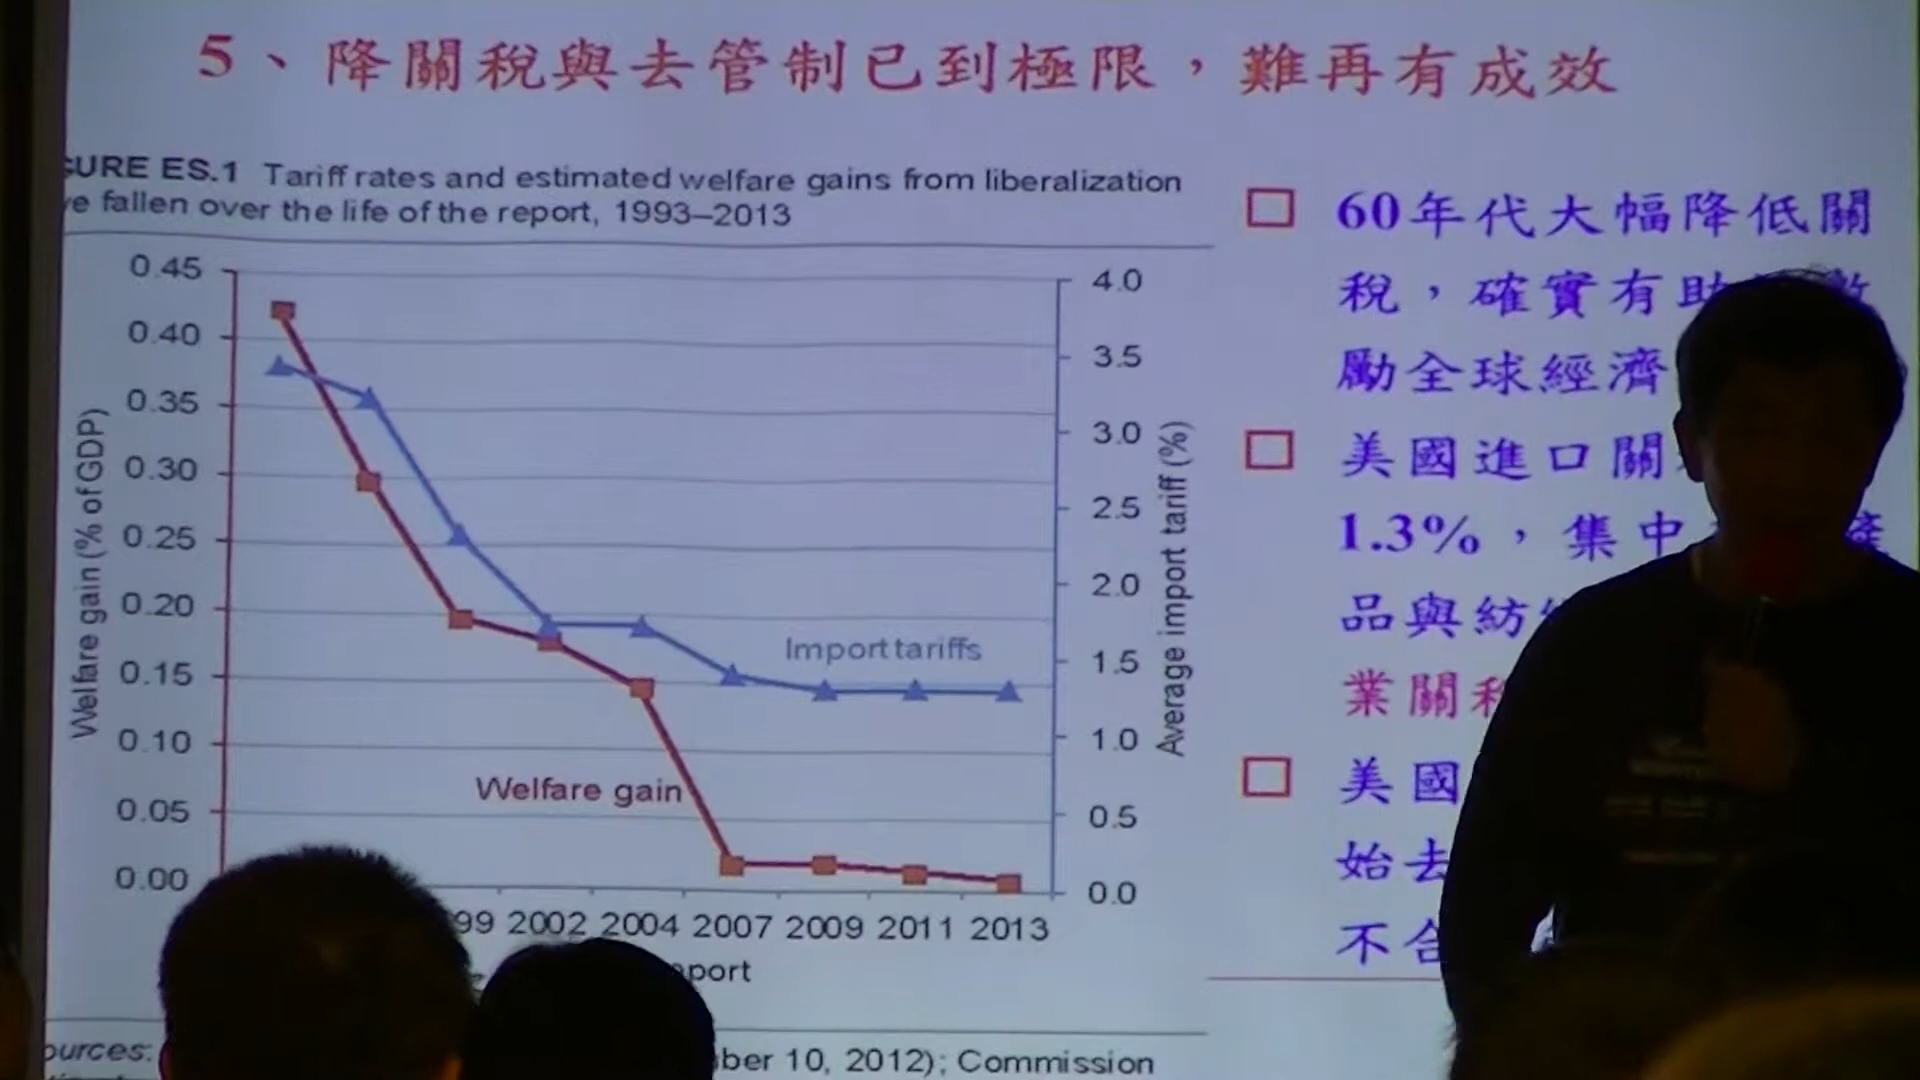 5、降關稅與去管制已到極限，難再有成效
ES.1 Tariff rates and estimated welfare gains from liberalization
fallen over the life of the report, 1993–2013
0.45
0.40
0.35
0.30
0.25
0.20
0.15
0.10
0.05
0.00
Welfare gain (% of GDP)
4.0
3.5
3.0
2.5
2.0
1.5
1.0
0.5
0.0
Average import tariff (%)
Import tariffs
Welfare gain
99 2002 2004 2007 2009 2011 2013
10, 2012); Commission
60年代大幅降低關
稅，確實有助
勵全球經濟
美國進口關
1.3%，集中
品與紡
業關
美國
始去
不合